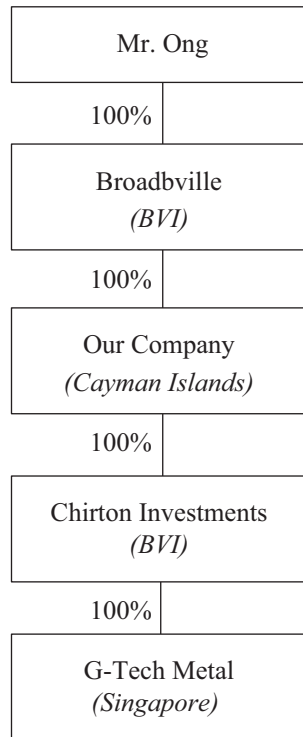 Mr. Ong
100%
Broadbville
(BVI)
100%
Our Company
(Cayman Islands)
100%
Chirton Investments
(BVI)
100%
G-Tech Metal
(Singapore)